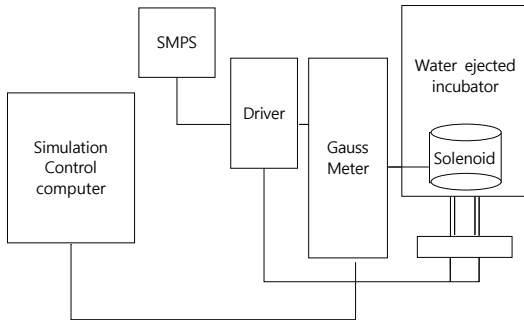 SMPS
Driver
Gauss
Meter
Water ejected
incubator
Solenoid
Simulation
Control
computer